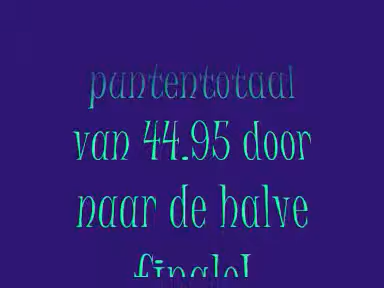 puntentotaal
van 44.95 door
naar de halve
finale!